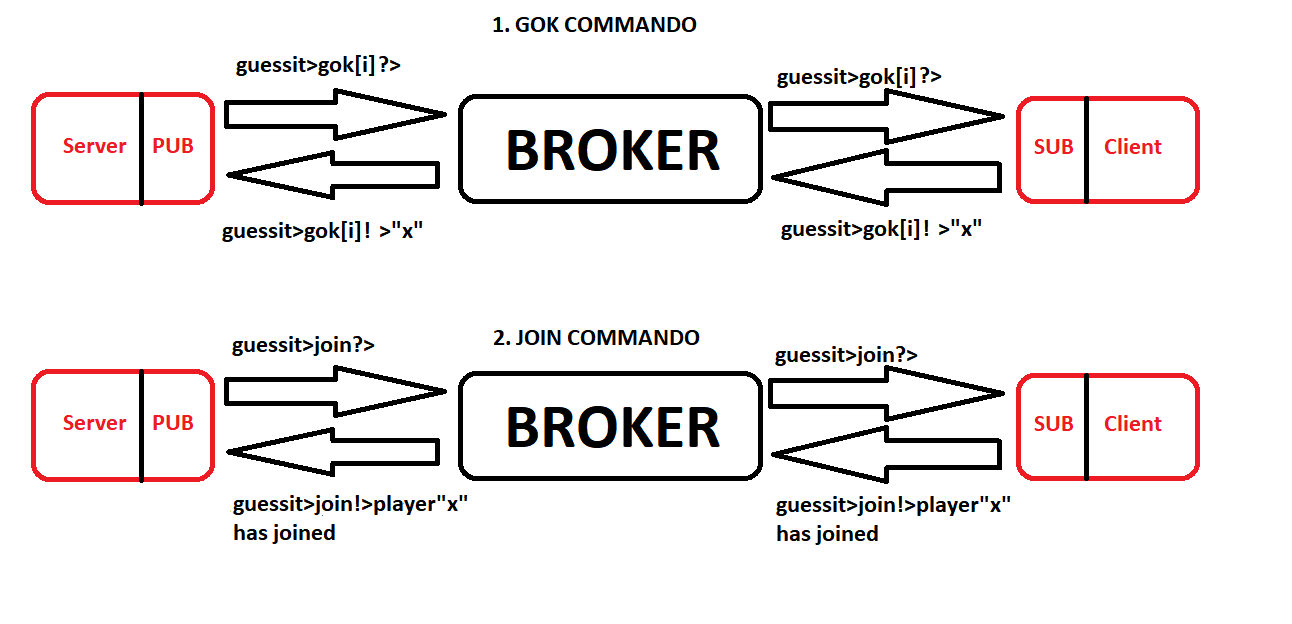 1. GOK COMMANDO
guessit>gok[i]?>
guessit>gok[i]?>
Server PUB
BROKER
SUB Client
guessit>gok[i]! >"x"
guessit>gok[i]! >"x"
2. JOIN COMMANDO
guessit>join?>
guessit>join?>
Server PUB
BROKER
SUB Client
guessit>join!>player"x"
has joined
guessit>join!>player"x"
has joined